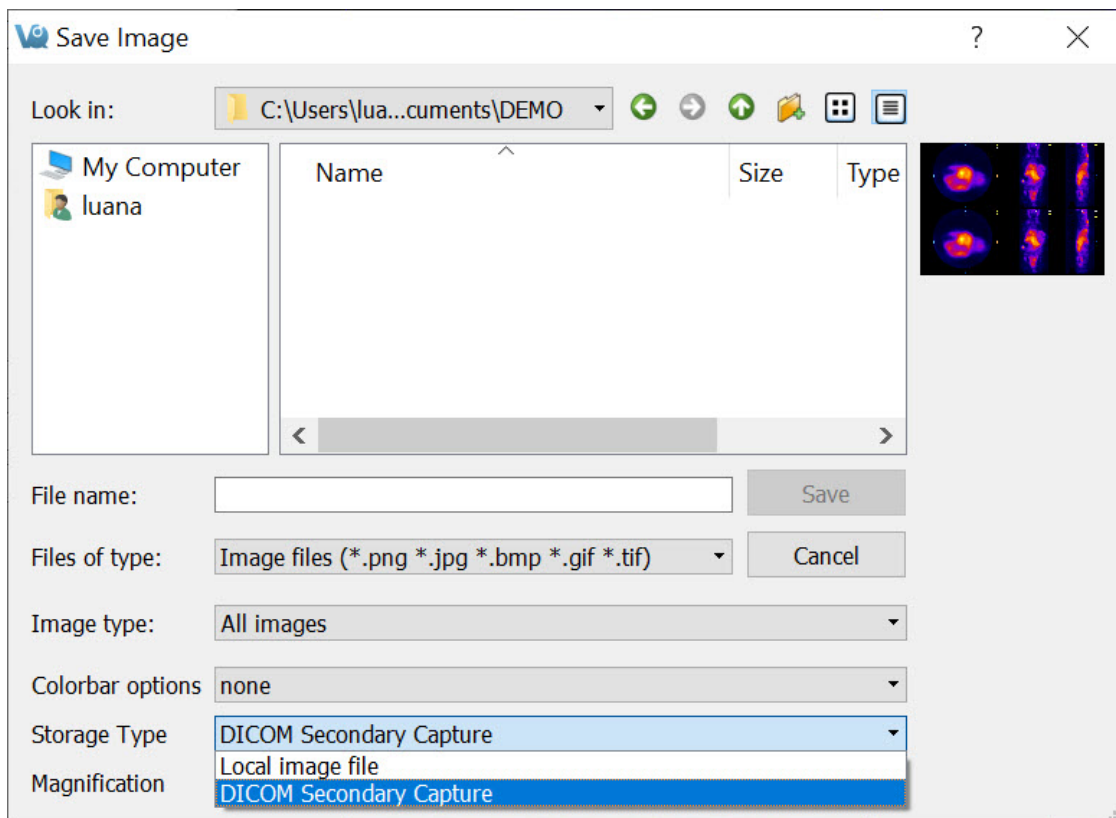 Save Image
?
Look in:
C:\Users\lua...cuments\DEMO
My Computer
luana
Name
Size
Type
File name:
Save
Files of type:
Image files (*.png *.jpg *.bmp *.gif *.tif)
Cancel
Image type:
All images
Colorbar options
none
Storage Type
DICOM Secondary Capture
Local image file
Magnification
DICOM Secondary Capture